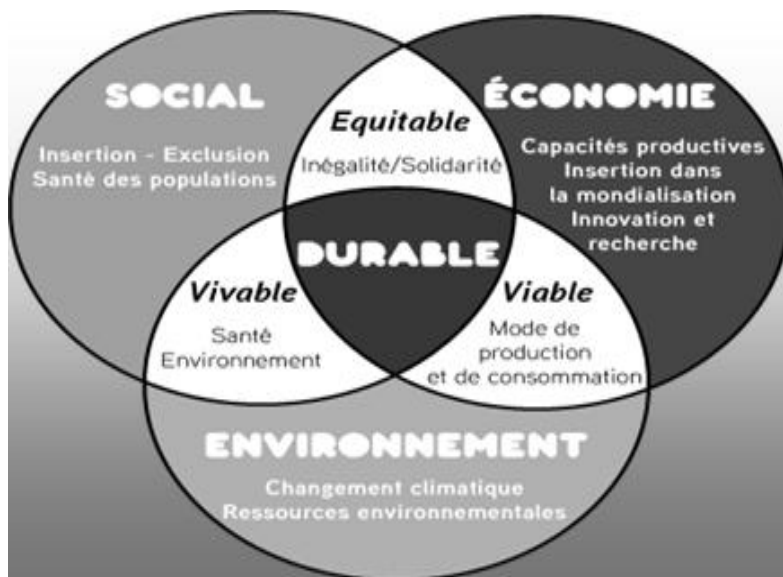 SOCIAL
Insertion - Exclusion
Santé des populations
Equitable
Inégalité/Solidarité
ÉCONOMIE
Capacités productives
Insertion dans
la mondialisation
Innovation et
recherche
DURABLE
Vivable
Santé
Environnement
Viable
Mode de
production
et de consommation
ENVIRONNEMENT
Changement climatique
Ressources environnementales